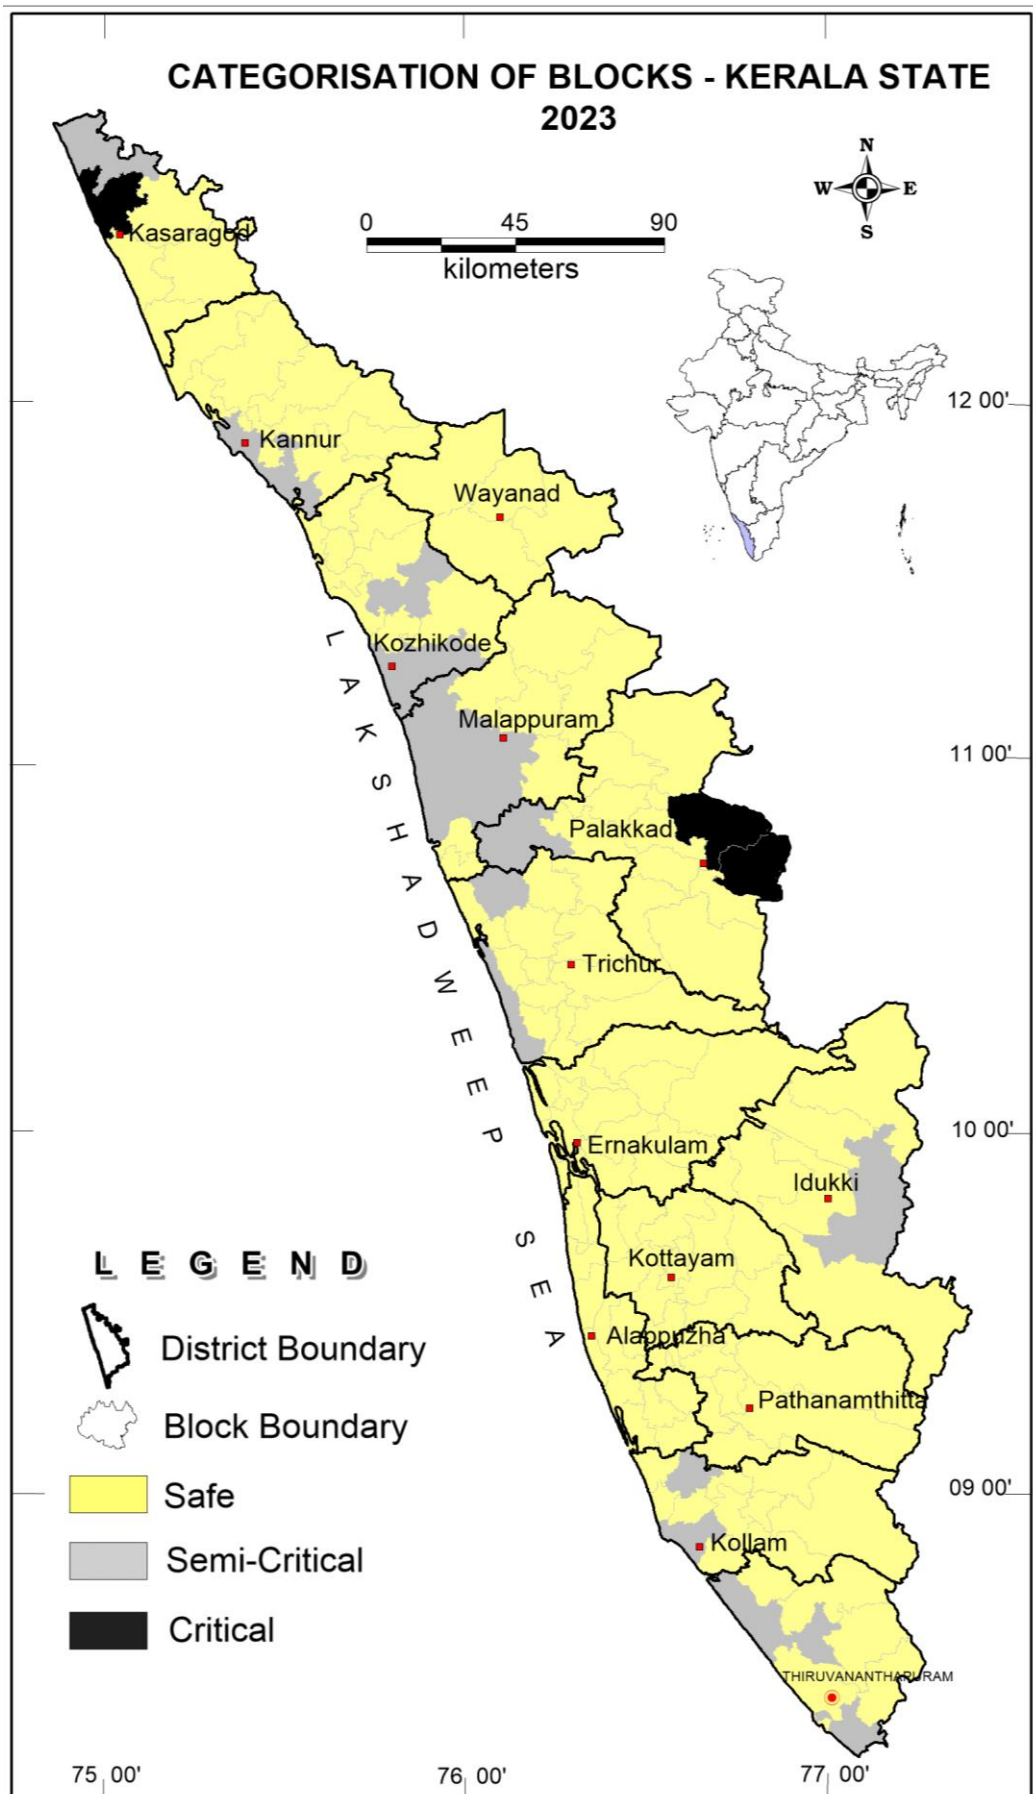 CATEGORISATION OF BLOCKS - KERALA STATE
2023
N
W E
S
0 45 90
kilometers
Kasaragod
12 00'
Kannur
Wayanad
Kozhikode
Malappuram
11 00'
Palakkad
Trichur
LAKSHADWEEP SEA
10 00'
Ernakulam
Idukki
Kottayam
Alappuzha
Pathanamthitta
09 00'
Kollam
THIRUVANANTHAPURAM
LEGEND
District Boundary
Block Boundary
Safe
Semi-Critical
Critical
75 00' 76 00' 77 00'